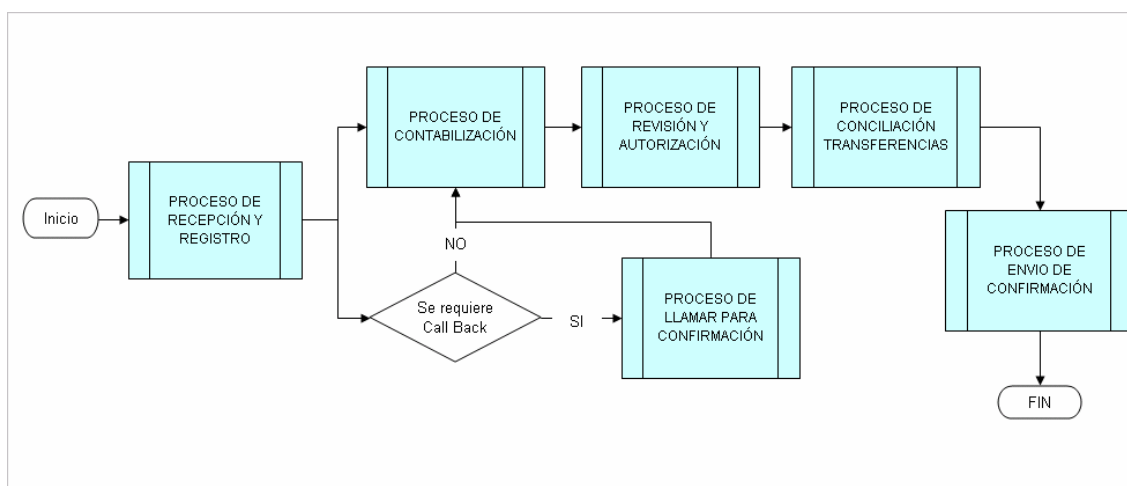 Inicio
PROCESO DE
RECEPCIÓN Y
REGISTRO
PROCESO DE
CONTABILIZACIÓN
PROCESO DE
REVISIÓN Y
AUTORIZACIÓN
PROCESO DE
CONCILIACIÓN
TRANSFERENCIAS
NO
Se requiere
Call Back
SI
PROCESO DE
LLAMAR PARA
CONFIRMACIÓN
PROCESO DE
ENVIO DE
CONFIRMACIÓN
FIN